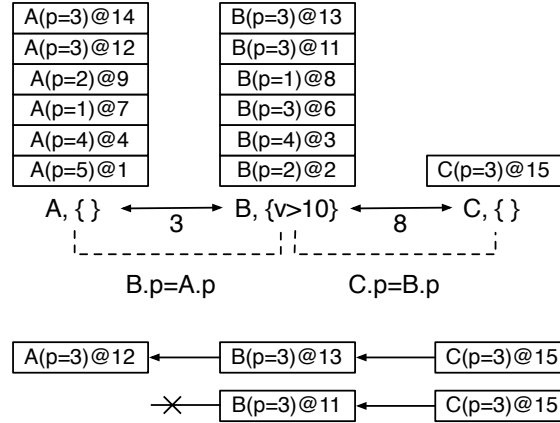 A(p=3)@14 B(p=3)@13
A(p=3)@12 B(p=3)@11
A(p=2)@9 B(p=1)@8
A(p=1)@7 B(p=3)@6
A(p=4)@4 B(p=4)@3
A(p=5)@1 B(p=2)@2 C(p=3)@15
A, { } 3 B, {v>10} 8 C, { }
B.p=A.p C.p=B.p
A(p=3)@12 B(p=3)@13 C(p=3)@15
B(p=3)@11 C(p=3)@15